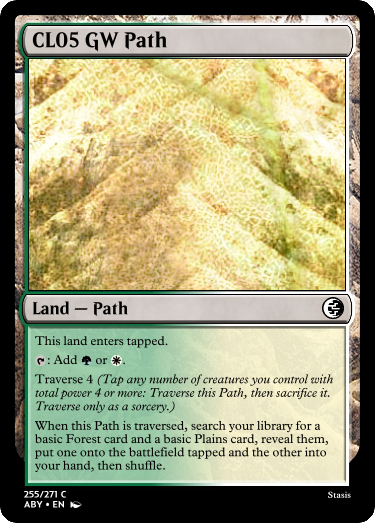 CL05 GW Path
Land — Path
This land enters tapped.
: Add or .
Traverse 4 (Tap any number of creatures you control with
total power 4 or more: Traverse this Path, then sacrifice it.
Traverse only as a sorcery.)
When this Path is traversed, search your library for a
basic Forest card and a basic Plains card, reveal them,
put one onto the battlefield tapped and the other into
your hand, then shuffle.
255/271 C
ABY • EN
Stasis